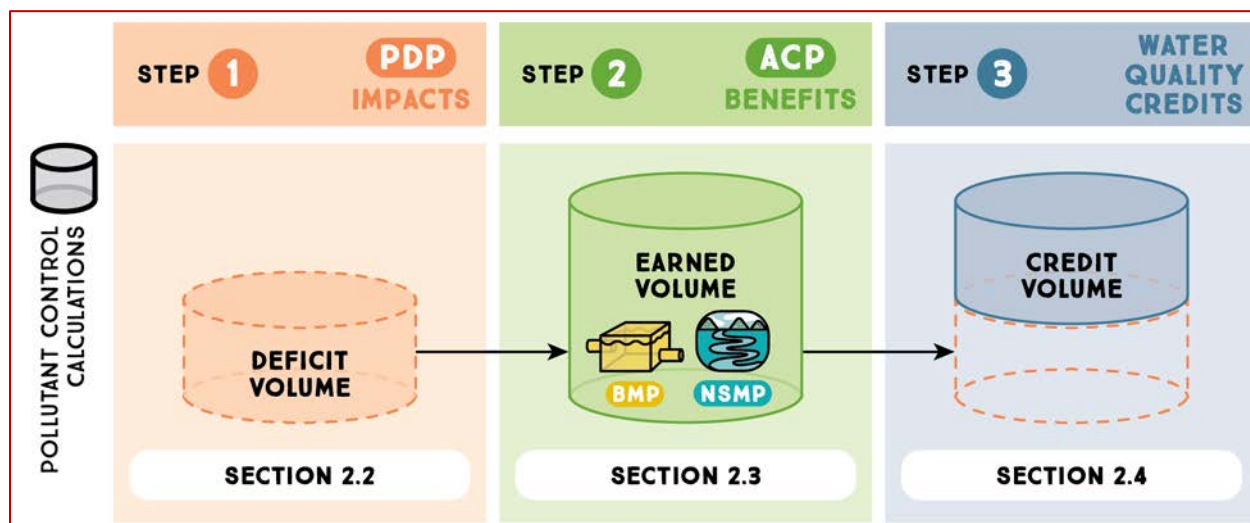 STEP 1
PDP
IMPACTS
STEP 2
ACP
BENEFITS
STEP 3
WATER
QUALITY
CREDITS
POLLUTANT CONTROL
CALCULATIONS
DEFICIT
VOLUME
EARNED
VOLUME
BMP
NSMP
CREDIT
VOLUME
SECTION 2.2
SECTION 2.3
SECTION 2.4